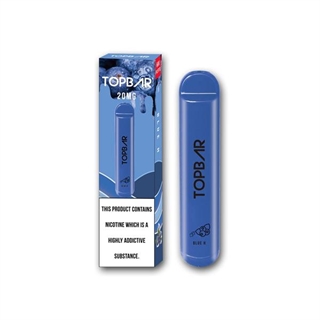 TOPBAR
20MG
THIS PRODUCT CONTAINS
NICOTINE WHICH IS A
HIGHLY ADDICTIVE
SUBSTANCE.
TOPBAR